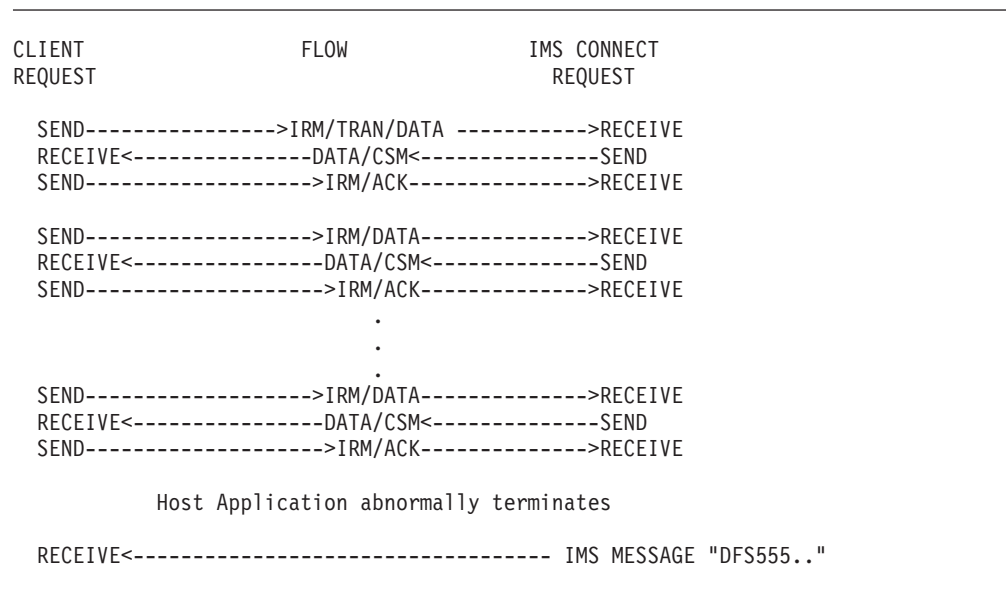 CLIENT FLOW IMS CONNECT
REQUEST REQUEST
SEND---------------->IRM/TRAN/DATA ----------->RECEIVE
RECEIVE<---------------DATA/CSM<---------------SEND
SEND------------------->IRM/ACK--------------->RECEIVE
SEND------------------->IRM/DATA-------------->RECEIVE
RECEIVE<----------------DATA/CSM<--------------SEND
SEND-------------------->IRM/ACK-------------->RECEIVE
.
.
.
SEND------------------->IRM/DATA-------------->RECEIVE
RECEIVE<----------------DATA/CSM<--------------SEND
SEND-------------------->IRM/ACK-------------->RECEIVE
Host Application abnormally terminates
RECEIVE<----------------------------------- IMS MESSAGE "DFS555.."